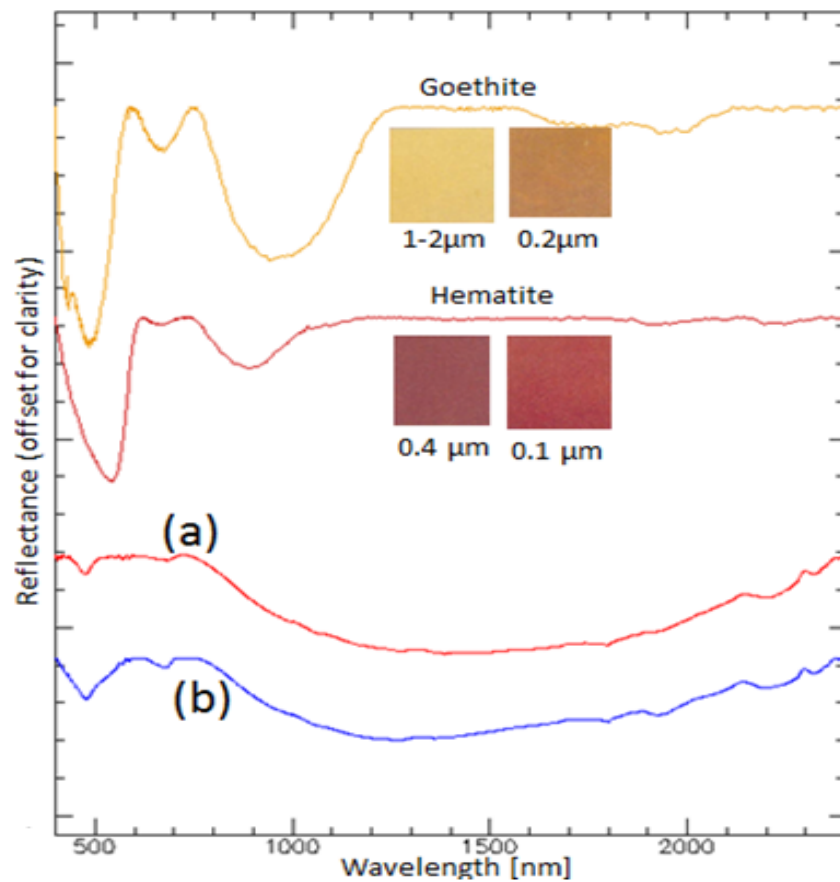 Goethite
1-2μm 0.2μm
Hematite
0.4 μm 0.1 μm
(a)
(b)
Reflectance (offset for clarity)
500 1000 1500 2000
Wavelength [nm]